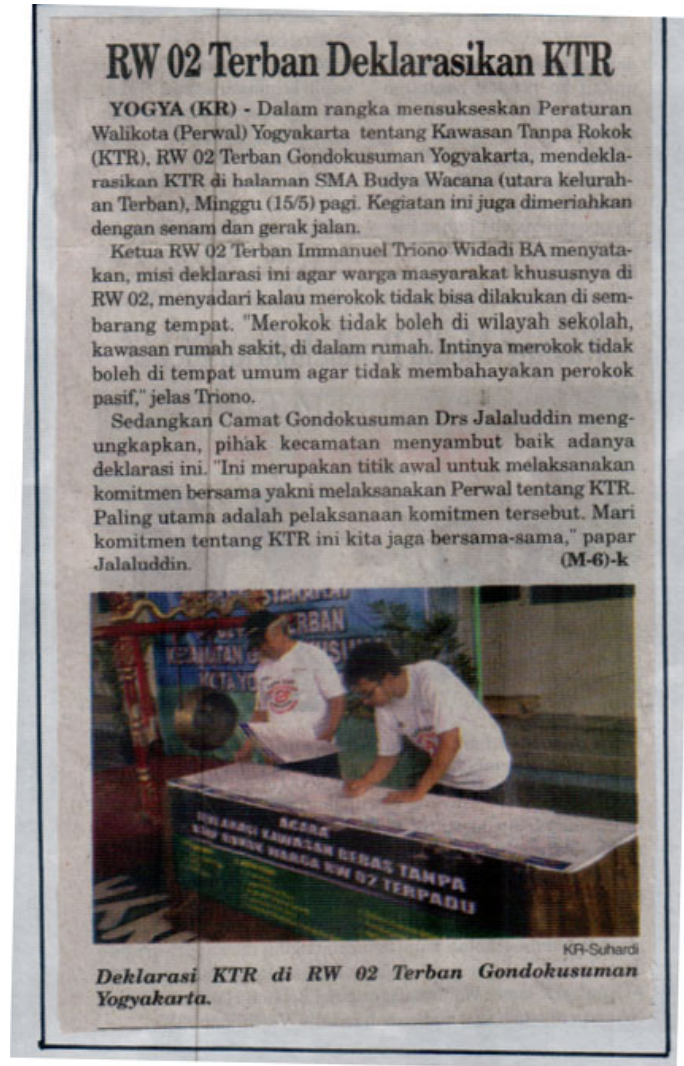 RW 02 Terban Deklarasikan KTR
YOGYA (KR) - Dalam rangka mensukseskan Peraturan
Walikota (Perwal) Yogyakarta tentang Kawasan Tanpa Rokok
(KTR), RW 02 Terban Gondokusuman Yogyakarta, mendekla-
rasikan KTR di halaman SMA Budya Wacana (utara kelurah-
an Terban), Minggu (15/5) pagi. Kegiatan ini juga dimeriahkan
dengan senam dan gerak jalan.
Ketua RW 02 Terban Immanuel Triono Widadi BA menyata-
kan, misi deklarasi ini agar warga masyarakat khususnya di
RW 02, menyadari kalau merokok tidak bisa dilakukan di sem-
barang tempat. "Merokok tidak boleh di wilayah sekolah,
kawasan rumah sakit, di dalam rumah. Intinya merokok tidak
boleh di tempat umum agar tidak membahayakan perokok
pasif," jelas Triono.
Sedangkan Camat Gondokusuman Drs Jalaluddin meng-
ungkapkan, pihak kecamatan menyambut baik adanya
deklarasi ini. "Ini merupakan titik awal untuk melaksanakan
komitmen bersama yakni melaksanakan Perwal tentang KTR.
Paling utama adalah pelaksanaan komitmen tersebut. Mari
komitmen tentang KTR ini kita jaga bersama-sama," papar
Jalaluddin. (M-6)-k
ERBAN
ACARA
KAWASAN BEBAS TANPA
WARGA RW 02 TERPADU
KR-Suhardi
Deklarasi KTR di RW 02 Terban Gondokusuman
Yogyakarta.